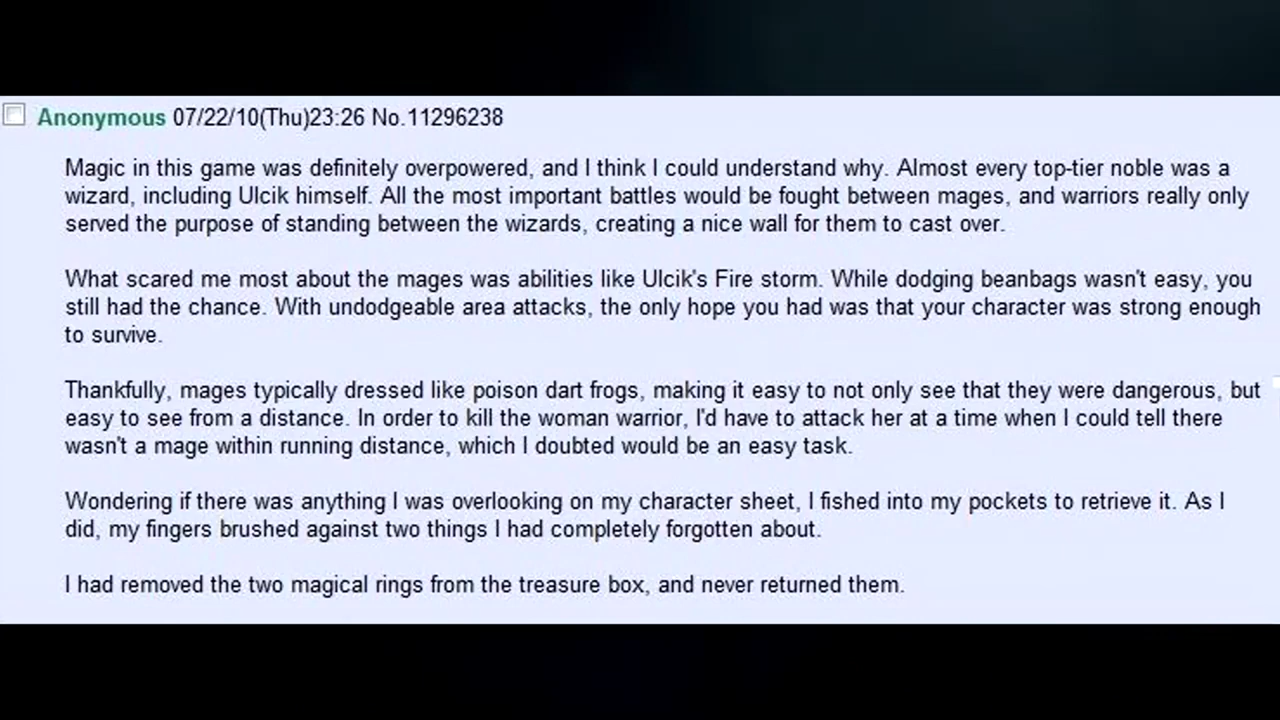 Anonymous 07/22/10(Thu)23:26 No.11296238
Magic in this game was definitely overpowered, and I think I could understand why. Almost every top-tier noble was a
wizard, including Ulcik himself. All the most important battles would be fought between mages, and warriors really only
served the purpose of standing between the wizards, creating a nice wall for them to cast over.
What scared me most about the mages was abilities like Ulcik's Fire storm. While dodging beanbags wasn't easy, you
still had the chance. With undodgeable area attacks, the only hope you had was that your character was strong enough
to survive.
Thankfully, mages typically dressed like poison dart frogs, making it easy to not only see that they were dangerous, but
easy to see from a distance. In order to kill the woman warrior, I'd have to attack her at a time when I could tell there
wasn't a mage within running distance, which I doubted would be an easy task.
Wondering if there was anything I was overlooking on my character sheet, I fished into my pockets to retrieve it. As I
did, my fingers brushed against two things I had completely forgotten about.
I had removed the two magical rings from the treasure box, and never returned them.